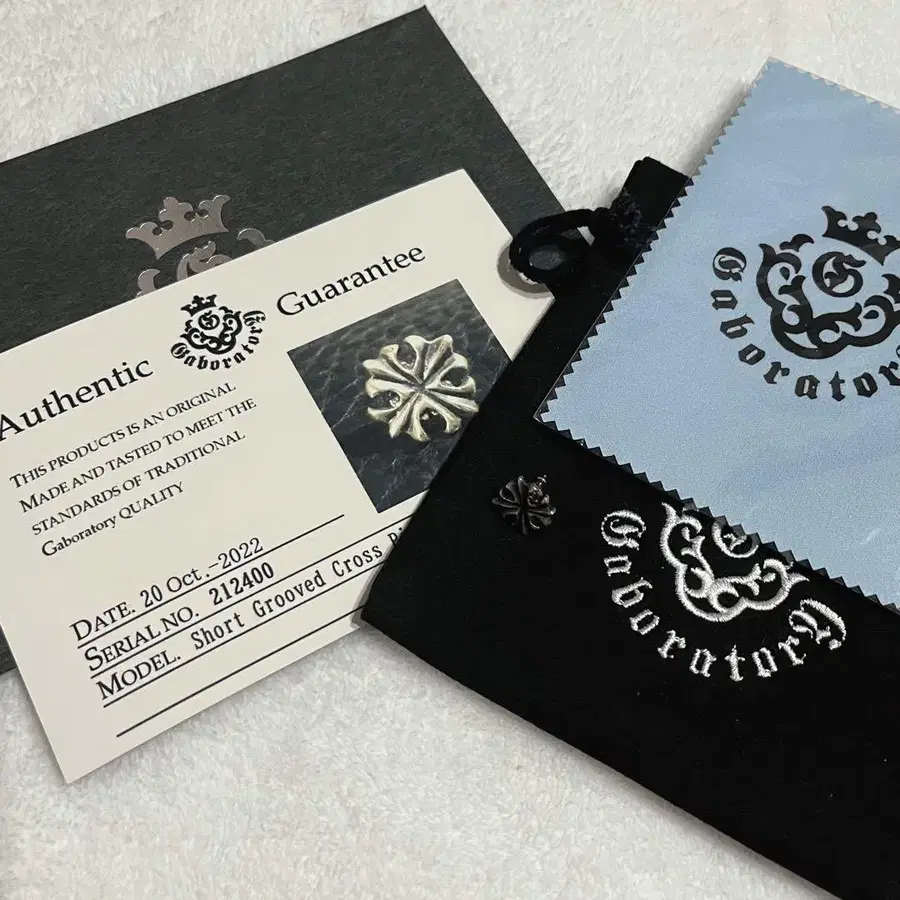 Authentic Gaboratory Guarantee
THIS PRODUCTS IS AN ORIGINAL
MADE AND TASTED TO MEET THE
STANDARDS OF TRADITIONAL
Gaboratory QUALITY
DATE. 20 Oct.-2022
SERIAL NO. 212400
MODEL. Short Grooved Cross
Gaboratory
Gaboratory